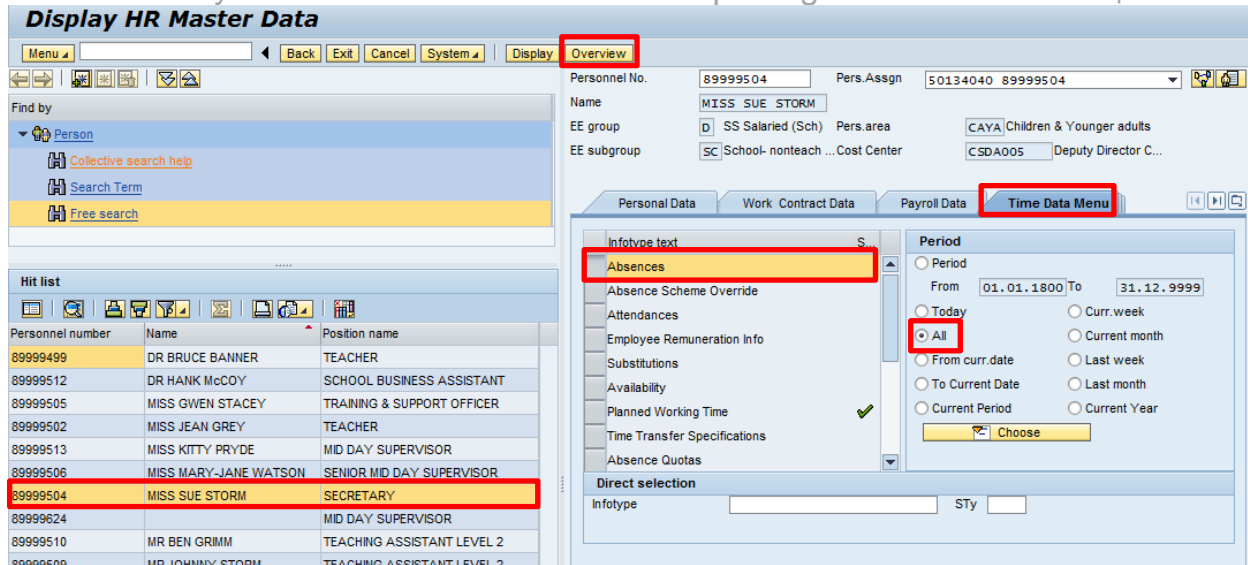 Display HR Master Data
Menu Back Exit Cancel System Display Overview
Find by
Person
Collective search help
Search Term
Free search
Hit list
Personnel number Name Position name
89999499 DR BRUCE BANNER TEACHER
89999512 DR HANK McCOY SCHOOL BUSINESS ASSISTANT
89999505 MISS GWEN STACEY TRAINING & SUPPORT OFFICER
89999502 MISS JEAN GREY TEACHER
89999513 MISS KITTY PRYDE MID DAY SUPERVISOR
89999506 MISS MARY-JANE WATSON SENIOR MID DAY SUPERVISOR
89999504 MISS SUE STORM SECRETARY
89999624 MID DAY SUPERVISOR
89999510 MR BEN GRIMM TEACHING ASSISTANT LEVEL 2
89999509 MR JOHNNY STORM TEACHING ASSISTANT LEVEL 2
Personnel No. 89999504 Pers.Assgn 50134040 89999504
Name MISS SUE STORM
EE group D SS Salaried (Sch) Pers.area CAYA Children & Younger adults
EE subgroup SC School- nonteach ... Cost Center CSDA005 Deputy Director C...
Personal Data Work Contract Data Payroll Data Time Data Menu
Infotype text S...
Absences
Absence Scheme Override
Attendances
Employee Remuneration Info
Substitutions
Availability
Planned Working Time
Time Transfer Specifications
Absence Quotas
Period
Period
From 01.01.1800 To 31.12.9999
Today Curr.week
All Current month
From curr.date Last week
To Current Date Last month
Current Period Current Year
Choose
Direct selection
Infotype STy